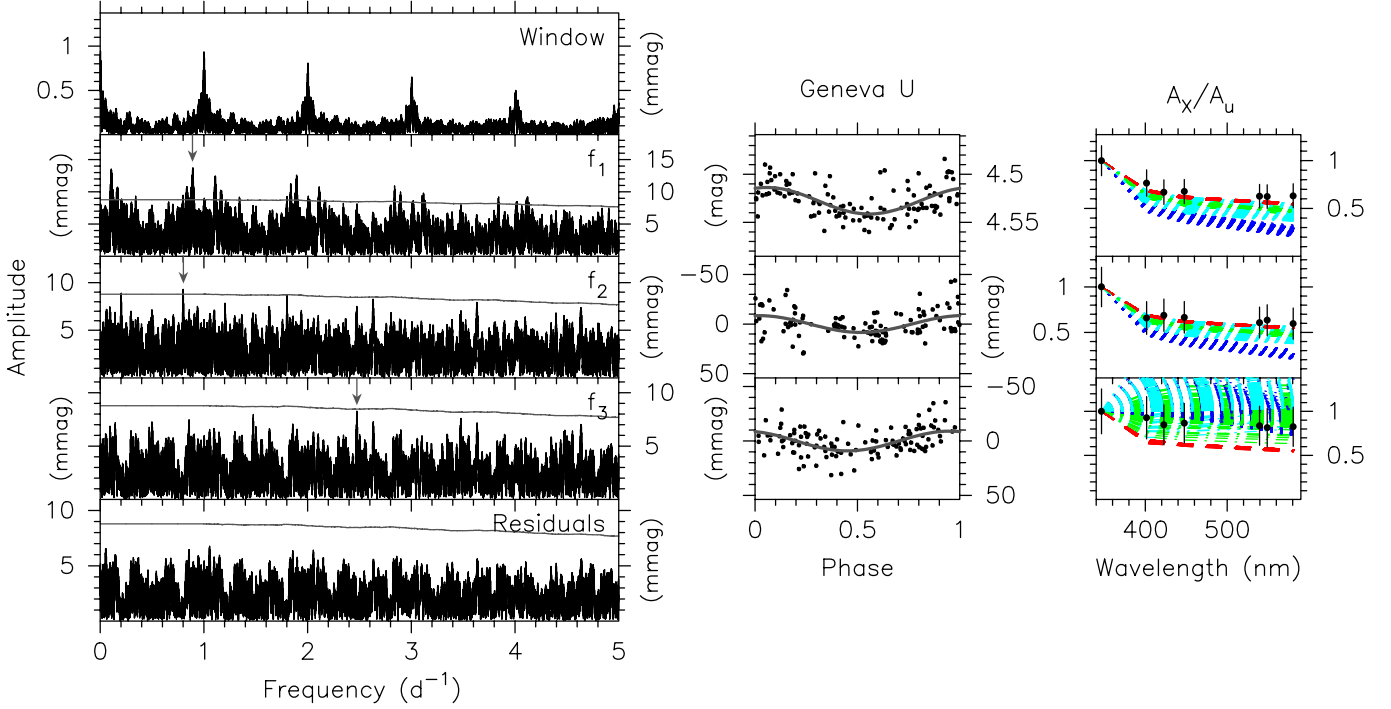 Window
1
0.5
(mmag)
f1
15
10
5
(mmag)
f2
10
5
(mmag)
f3
10
5
(mmag)
Residuals
10
5
(mmag)
Amplitude
0 1 2 3 4 5
Frequency (d−1)
Geneva U
4.5
4.55
(mag)
−50
0
50
(mmag)
−50
0
50
(mmag)
0 0.5 1
Phase
AX/Au
1
0.5
1
0.5
1
0.5
400 500
Wavelength (nm)